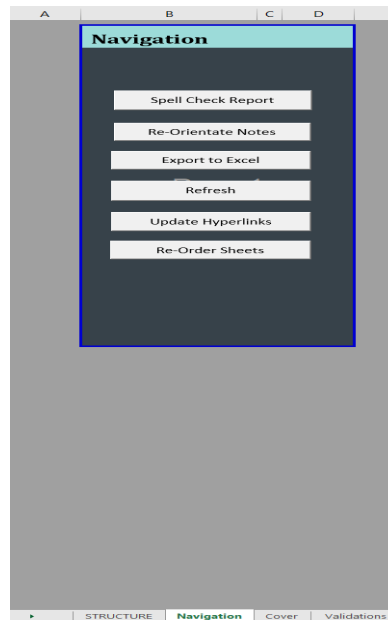 A B C D
Navigation
Spell Check Report
Re-Orientate Notes
Export to Excel
Refresh
Update Hyperlinks
Re-Order Sheets
STRUCTURE Navigation Cover Validations